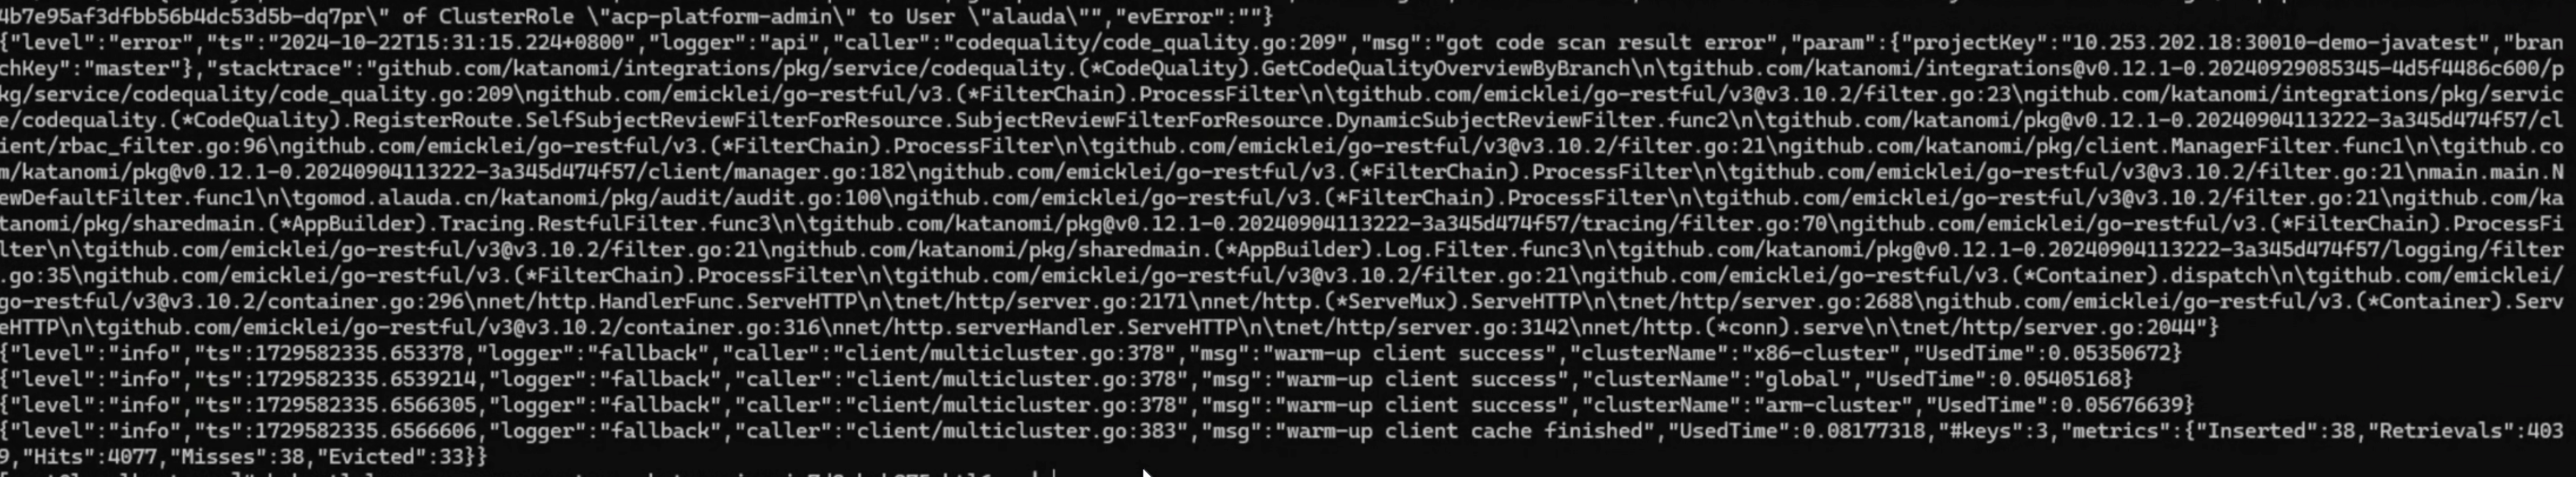 4b7e95af3dfbb56b4dc53d5b-dq7pr\" of ClusterRole \"acp-platform-admin\" to User \"alauda\"","evError":""}
{"level":"error","ts":"2024-10-22T15:31:15.224+0800","logger":"api","caller":"codequality/code_quality.go:209","msg":"got code scan result error","param":{"projectKey":"10.253.202.18:30010-demo-javatest","bran
chKey":"master"},"stacktrace":"github.com/katanomi/integrations/pkg/service/codequality.(*CodeQuality).GetCodeQualityOverviewByBranch\n\tgithub.com/katanomi/integrations@v0.12.1-0.20240929085345-4d5f4486c600/p
kg/service/codequality/code_quality.go:209\ngithub.com/emicklei/go-restful/v3.(*FilterChain).ProcessFilter\n\tgithub.com/emicklei/go-restful/v3@v3.10.2/filter.go:23\ngithub.com/katanomi/integrations/pkg/servic
e/codequality.(*CodeQuality).RegisterRoute.SelfSubjectReviewFilterForResource.SubjectReviewFilterForResource.DynamicSubjectReviewFilter.func2\n\tgithub.com/katanomi/pkg@v0.12.1-0.20240904113222-3a345d474f57/cl
ient/rbac_filter.go:96\ngithub.com/emicklei/go-restful/v3.(*FilterChain).ProcessFilter\n\tgithub.com/emicklei/go-restful/v3@v3.10.2/filter.go:21\ngithub.com/katanomi/pkg/client.ManagerFilter.func1\n\tgithub.co
m/katanomi/pkg@v0.12.1-0.20240904113222-3a345d474f57/client/manager.go:182\ngithub.com/emicklei/go-restful/v3.(*FilterChain).ProcessFilter\n\tgithub.com/emicklei/go-restful/v3@v3.10.2/filter.go:21\nmain.main.N
ewDefaultFilter.func1\n\tgomod.alauda.cn/katanomi/pkg/audit/audit.go:100\ngithub.com/emicklei/go-restful/v3.(*FilterChain).ProcessFilter\n\tgithub.com/emicklei/go-restful/v3@v3.10.2/filter.go:21\ngithub.com/ka
tanomi/pkg/sharedmain.(*AppBuilder).Tracing.RestfulFilter.func3\n\tgithub.com/katanomi/pkg@v0.12.1-0.20240904113222-3a345d474f57/tracing/filter.go:70\ngithub.com/emicklei/go-restful/v3.(*FilterChain).ProcessFi
lter\n\tgithub.com/emicklei/go-restful/v3@v3.10.2/filter.go:21\ngithub.com/katanomi/pkg/sharedmain.(*AppBuilder).Log.Filter.func3\n\tgithub.com/katanomi/pkg@v0.12.1-0.20240904113222-3a345d474f57/logging/filter
.go:35\ngithub.com/emicklei/go-restful/v3.(*FilterChain).ProcessFilter\n\tgithub.com/emicklei/go-restful/v3@v3.10.2/filter.go:21\ngithub.com/emicklei/go-restful/v3.(*Container).dispatch\n\tgithub.com/emicklei/
go-restful/v3@v3.10.2/container.go:296\nnet/http.HandlerFunc.ServeHTTP\n\tnet/http/server.go:2171\nnet/http.(*ServeMux).ServeHTTP\n\tnet/http/server.go:2688\ngithub.com/emicklei/go-restful/v3.(*Container).Serv
eHTTP\n\tgithub.com/emicklei/go-restful/v3@v3.10.2/container.go:316\nnet/http.serverHandler.ServeHTTP\n\tnet/http/server.go:3142\nnet/http.(*conn).serve\n\tnet/http/server.go:2044"}
{"level":"info","ts":1729582335.653378,"logger":"fallback","caller":"client/multicluster.go:378","msg":"warm-up client success","clusterName":"x86-cluster","UsedTime":0.05350672}
{"level":"info","ts":1729582335.6539214,"logger":"fallback","caller":"client/multicluster.go:378","msg":"warm-up client success","clusterName":"global","UsedTime":0.05405168}
{"level":"info","ts":1729582335.6566305,"logger":"fallback","caller":"client/multicluster.go:378","msg":"warm-up client success","clusterName":"arm-cluster","UsedTime":0.05676639}
{"level":"info","ts":1729582335.6566606,"logger":"fallback","caller":"client/multicluster.go:383","msg":"warm-up client cache finished","UsedTime":0.08177318,"#keys":3,"metrics":{"Inserted":38,"Retrievals":403
9,"Hits":4077,"Misses":38,"Evicted":33}}